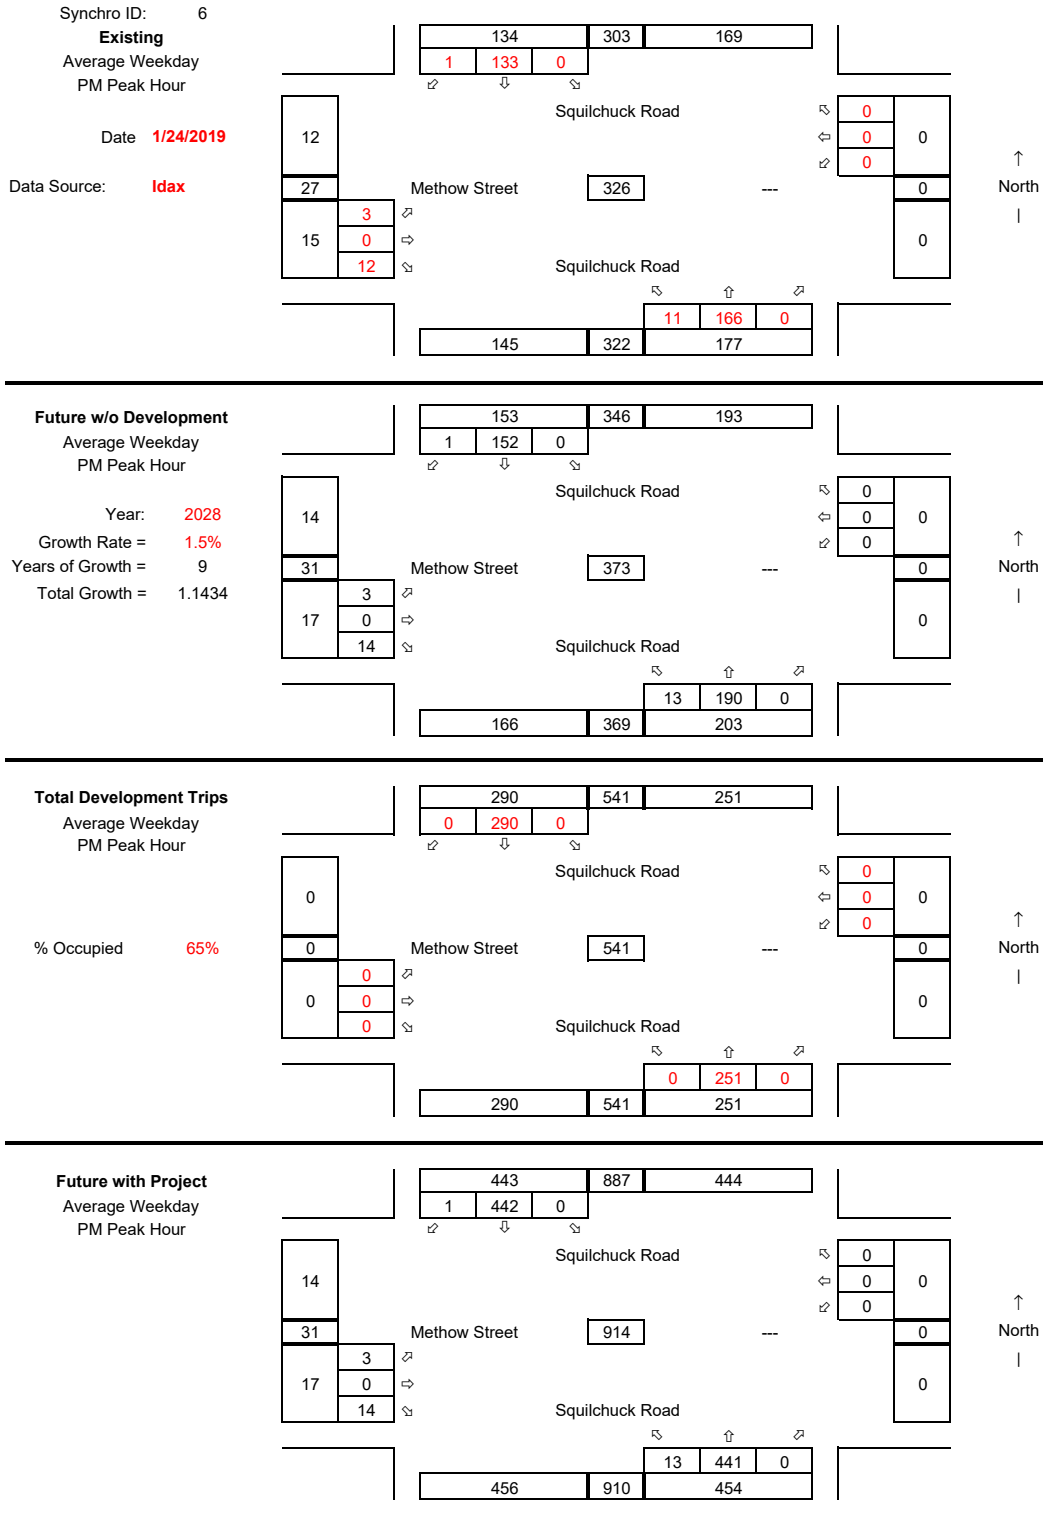 Synchro ID: 6
Existing
Average Weekday
PM Peak Hour
Date 1/24/2019
Data Source: Idax
134 303 169
1 133 0
Squilchuck Road
12
0
0 0
0
27 Methow Street 326 --- 0
3
15 0 0
12
Squilchuck Road
11 166 0
145 322 177
↑
North
|
Future w/o Development
Average Weekday
PM Peak Hour
Year: 2028
Growth Rate = 1.5%
Years of Growth = 9
Total Growth = 1.1434
153 346 193
1 152 0
Squilchuck Road
14
0
0 0
0
31 Methow Street 373 --- 0
3
17 0 0
14
Squilchuck Road
13 190 0
166 369 203
↑
North
|
Total Development Trips
Average Weekday
PM Peak Hour
% Occupied 65%
290 541 251
0 290 0
Squilchuck Road
0
0
0 0
0
0 Methow Street 541 --- 0
0
0 0 0
0
Squilchuck Road
0 251 0
290 541 251
↑
North
|
Future with Project
Average Weekday
PM Peak Hour
443 887 444
1 442 0
Squilchuck Road
14
0
0 0
0
31 Methow Street 914 --- 0
3
17 0 0
14
Squilchuck Road
13 441 0
456 910 454
↑
North
|